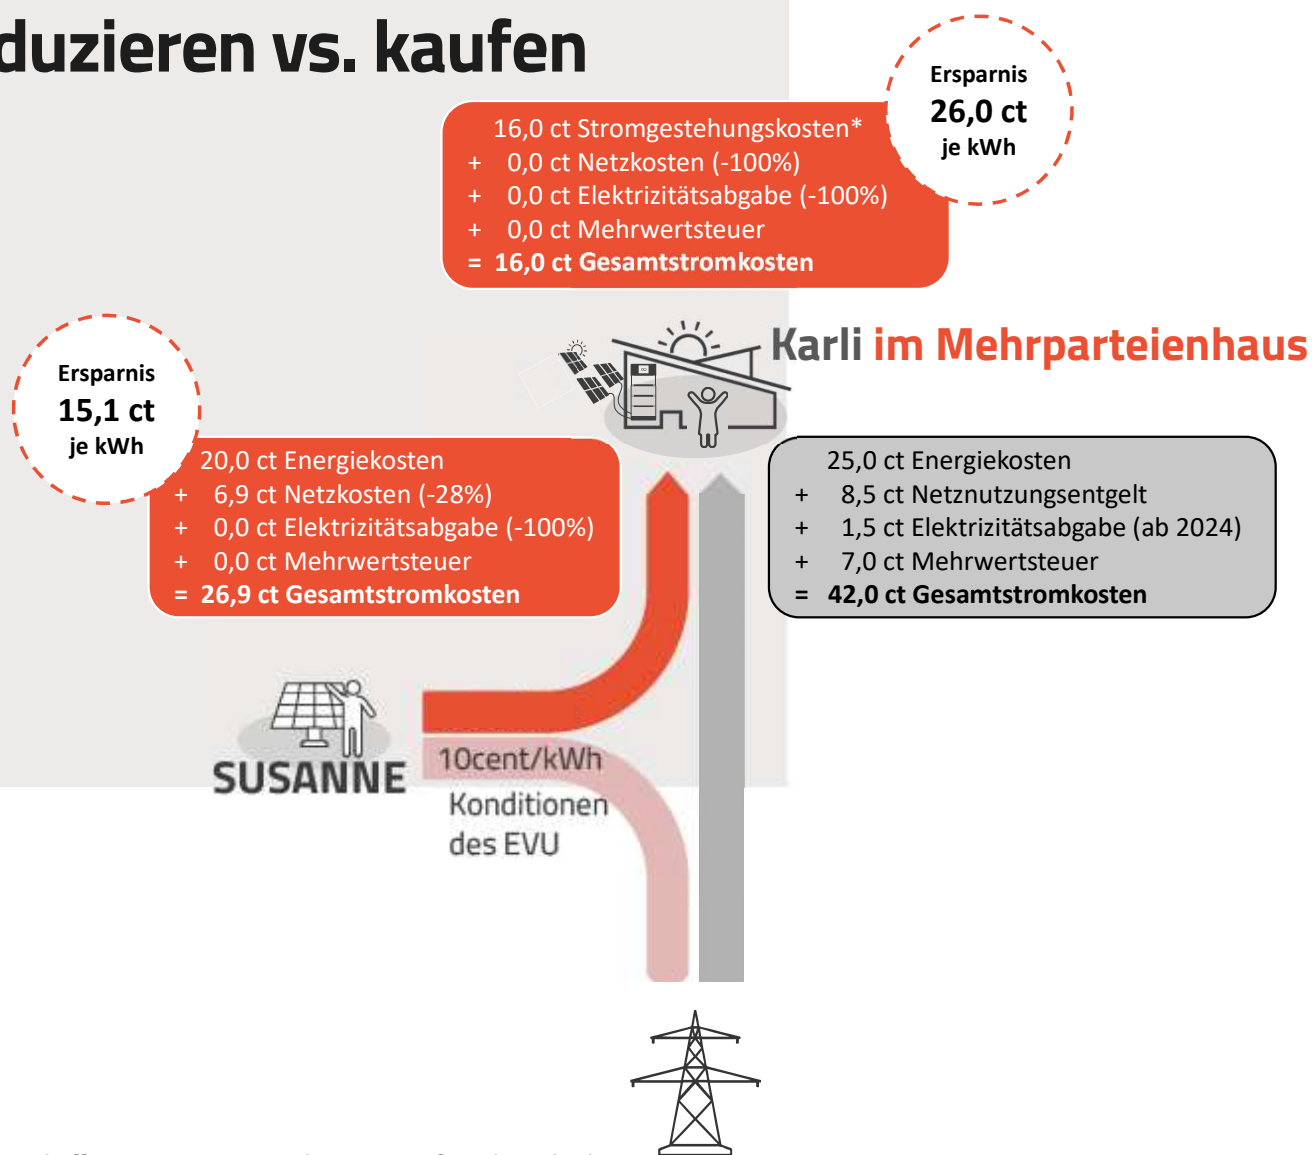 duzieren vs. kaufen
Ersparnis
26,0 ct
je kWh
16,0 ct Stromgestehungskosten*
+ 0,0 ct Netzkosten (-100%)
+ 0,0 ct Elektrizitätsabgabe (-100%)
+ 0,0 ct Mehrwertsteuer
= 16,0 ct Gesamtstromkosten
Karli im Mehrparteienhaus
Ersparnis
15,1 ct
je kWh
20,0 ct Energiekosten
+ 6,9 ct Netzkosten (-28%)
+ 0,0 ct Elektrizitätsabgabe (-100%)
+ 0,0 ct Mehrwertsteuer
= 26,9 ct Gesamtstromkosten
25,0 ct Energiekosten
+ 8,5 ct Netznutzungsentgelt
+ 1,5 ct Elektrizitätsabgabe (ab 2024)
+ 7,0 ct Mehrwertsteuer
= 42,0 ct Gesamtstromkosten
SUSANNE
10cent/kWh
Konditionen
des EVU